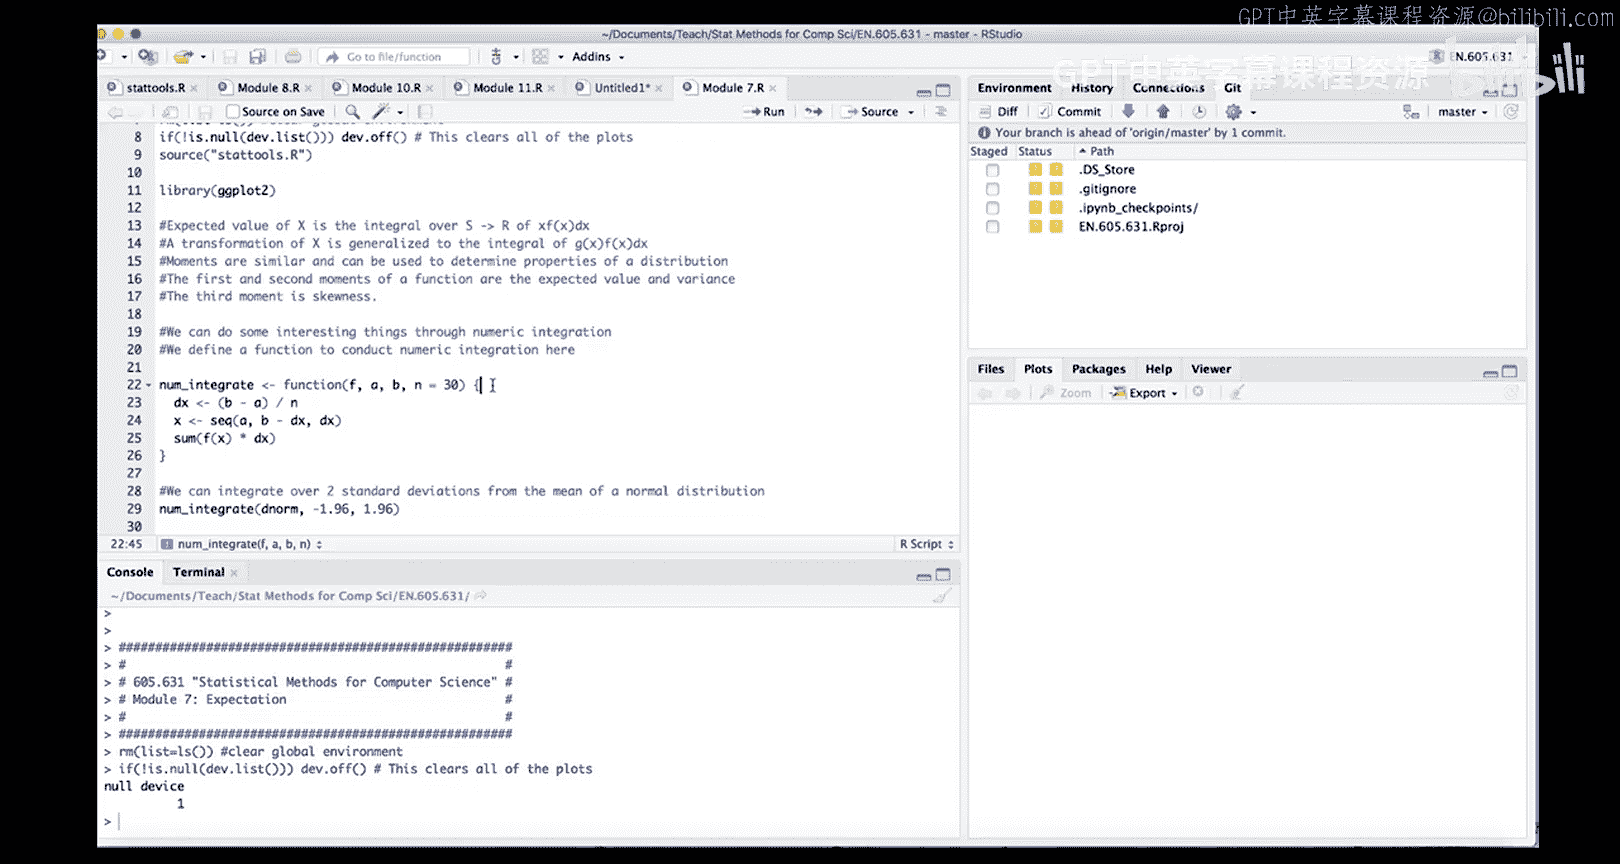 GPT中英字幕课程资源@bilibili.com
~/Documents/Teach/Stat Methods for Comp Sci/EN.605.631 - master - RStudio
Go to file/function
Addins
EN.605.631
GPT中英字幕课程资源
bilibili
stattools.R
Module 8.R
Module 10.R
Module 11.R
Untitled1*
Module 7.R
Source on Save
Run
Source
8 if(!is.null(dev.list())) dev.off() # This clears all of the plots
9 source("stattools.R")
10
11 library(ggplot2)
12
13 #Expected value of X is the integral over S -> R of xf(x)dx
14 #A transformation of X is generalized to the integral of g(x)f(x)dx
15 #Moments are similar and can be used to determine properties of a distribution
16 #The first and second moments of a function are the expected value and variance
17 #The third moment is skewness.
18
19 #We can do some interesting things through numeric integration
20 #We define a function to conduct numeric integration here
21
22 num_integrate <- function(f, a, b, n = 30) {
23 dx <- (b - a) / n
24 x <- seq(a, b - dx, dx)
25 sum(f(x) * dx)
26 }
27
28 #We can integrate over 2 standard deviations from the mean of a normal distribution
29 num_integrate(dnorm, -1.96, 1.96)
30
22:45
num_integrate(f, a, b, n)
R Script
Console
Terminal
~/Documents/Teach/Stat Methods for Comp Sci/EN.605.631/
>
>
> ######################################################
> # #
> # 605.631 "Statistical Methods for Computer Science" #
> # Module 7: Expectation #
> # #
> ######################################################
> rm(list=ls()) #clear global environment
> if(!is.null(dev.list())) dev.off() # This clears all of the plots
null device
1
>
Environment
History
Connections
Git
Diff
Commit
master
Your branch is ahead of 'origin/master' by 1 commit.
Staged
Status
Path
.DS_Store
.gitignore
.ipynb_checkpoints/
EN.605.631.Rproj
Files
Plots
Packages
Help
Viewer
Zoom
Export